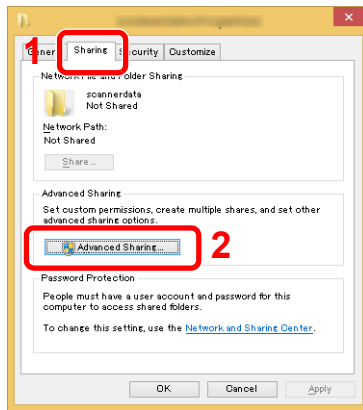 1
General
Sharing
Security
Customize
Network File and Folder Sharing
scannerdata
Not Shared
Network Path:
Not Shared
Share...
Advanced Sharing
Set custom permissions, create multiple shares, and set other
advanced sharing options.
Advanced Sharing...
2
Password Protection
People must have a user account and password for this
computer to access shared folders.
To change this setting, use the Network and Sharing Center.
OK
Cancel
Apply